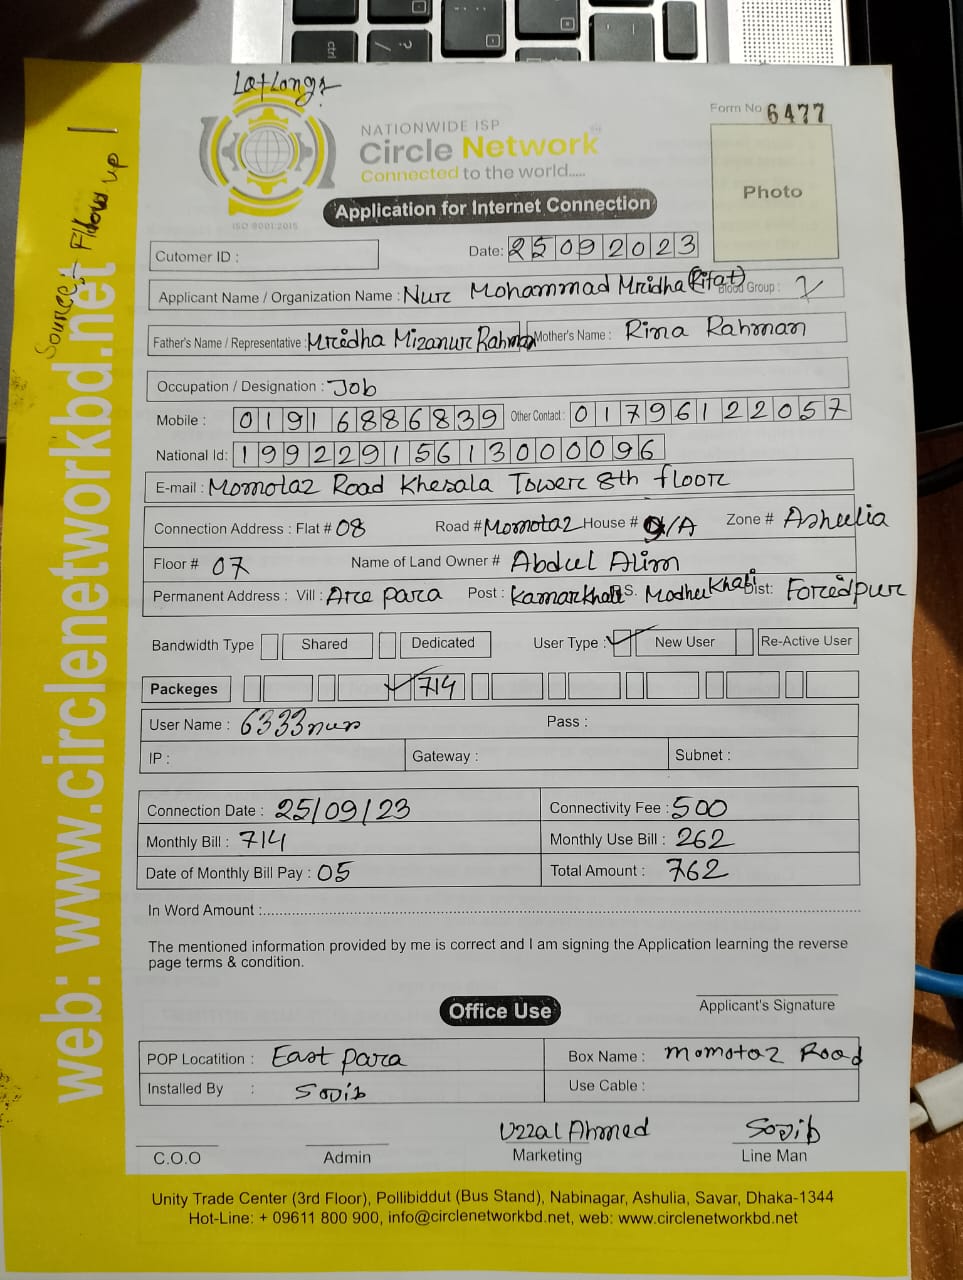 Lat Long?
Form No 6477
NATIONWIDE ISP
Circle Network
Connected to the world.....
ISO 9001:2015
Photo
Application for Internet Connection
Cutomer ID :
Date: 25092023
Applicant Name / Organization Name : Nur Mohammad Mridha (Rifat) Blood Group :
Father's Name / Representative : Mridha Mizanur Rahman Mother's Name : Rima Rahman
Occupation / Designation : Job
Mobile : 01916886839 Other Contact : 01796122057
National Id: 19922915613000096
E-mail : Momotaz Road Khesala Tower 8th floor
Connection Address : Flat # 08 Road # Momotaz House # /A Zone # Ashulia
Floor # 07 Name of Land Owner # Abdul Alim
Permanent Address : Vill : Are para Post : Kamarkhali P.S. Modhukhali Dist: Foridpur
Bandwidth Type Shared Dedicated User Type : New User Re-Active User
Packeges 714
User Name : 6333nur Pass :
IP : Gateway : Subnet :
Connection Date : 25/09/23 Connectivity Fee : 500
Monthly Bill : 714 Monthly Use Bill : 262
Date of Monthly Bill Pay : 05 Total Amount : 762
In Word Amount :
The mentioned information provided by me is correct and I am signing the Application learning the reverse
page terms & condition.
Applicant's Signature
Office Use
POP Locatition : East para Box Name : Momotaz Road
Installed By : Sojib Use Cable :
Uzzal Ahmed Sojib
C.O.O Admin Marketing Line Man
Unity Trade Center (3rd Floor), Pollibiddut (Bus Stand), Nabinagar, Ashulia, Savar, Dhaka-1344
Hot-Line: + 09611 800 900, info@circlenetworkbd.net, web: www.circlenetworkbd.net
web: www.circlenetworkbd.net
Source:- Fllow up
ctrl